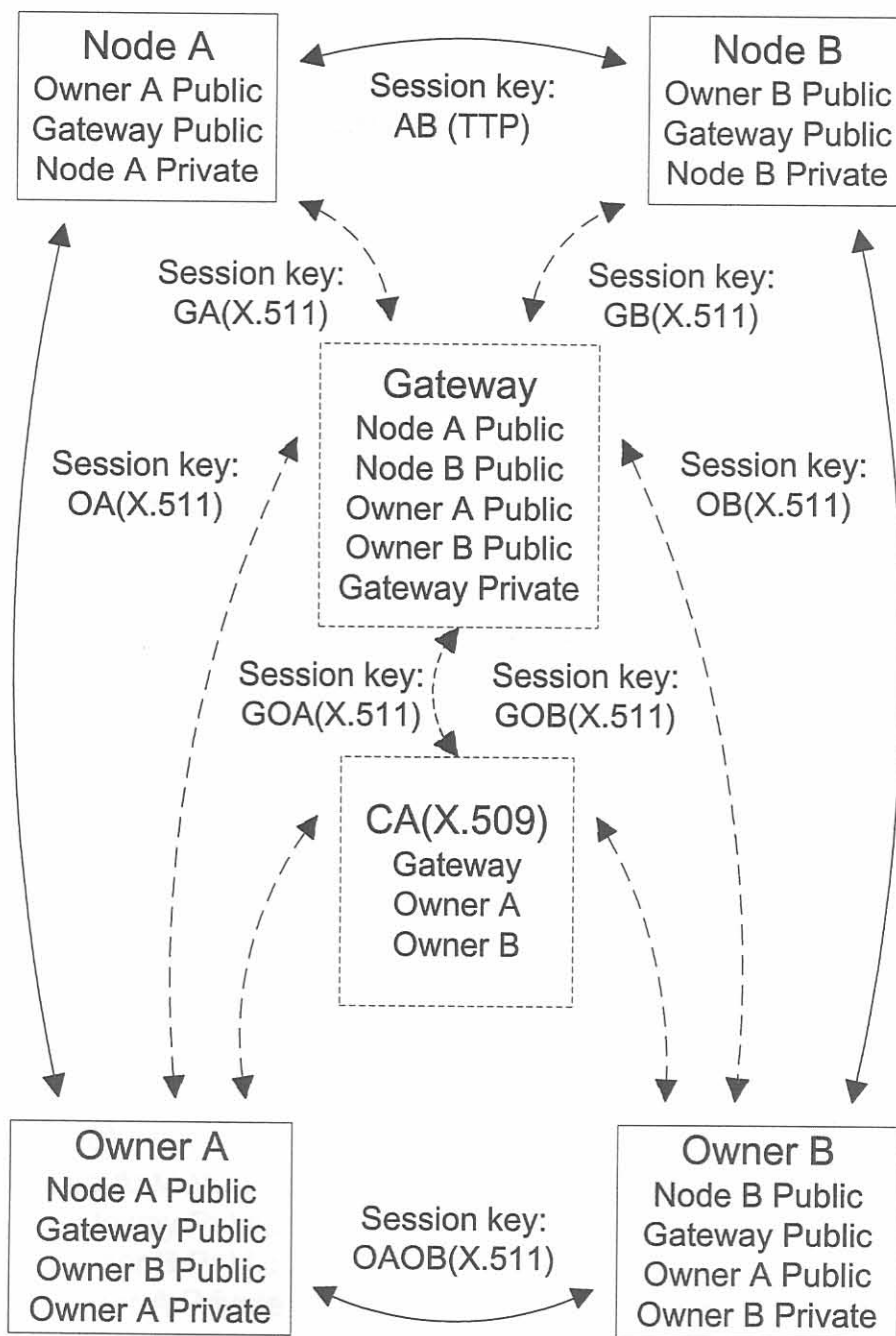 Node A
Owner A Public
Gateway Public
Node A Private
Session key:
AB (TTP)
Node B
Owner B Public
Gateway Public
Node B Private
Session key:
GA(X.511)
Session key:
GB(X.511)
Gateway
Node A Public
Node B Public
Owner A Public
Owner B Public
Gateway Private
Session key:
OA(X.511)
Session key:
OB(X.511)
Session key:
GOA(X.511)
Session key:
GOB(X.511)
CA(X.509)
Gateway
Owner A
Owner B
Owner A
Node A Public
Gateway Public
Owner B Public
Owner A Private
Session key:
OAOB(X.511)
Owner B
Node B Public
Gateway Public
Owner A Public
Owner B Private